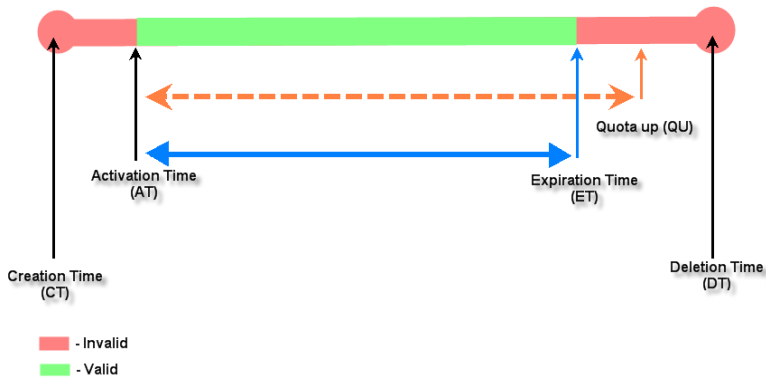 Quota up (QU)
Activation Time
(AT)
Expiration Time
(ET)
Creation Time
(CT)
Deletion Time
(DT)
- Invalid
- Valid